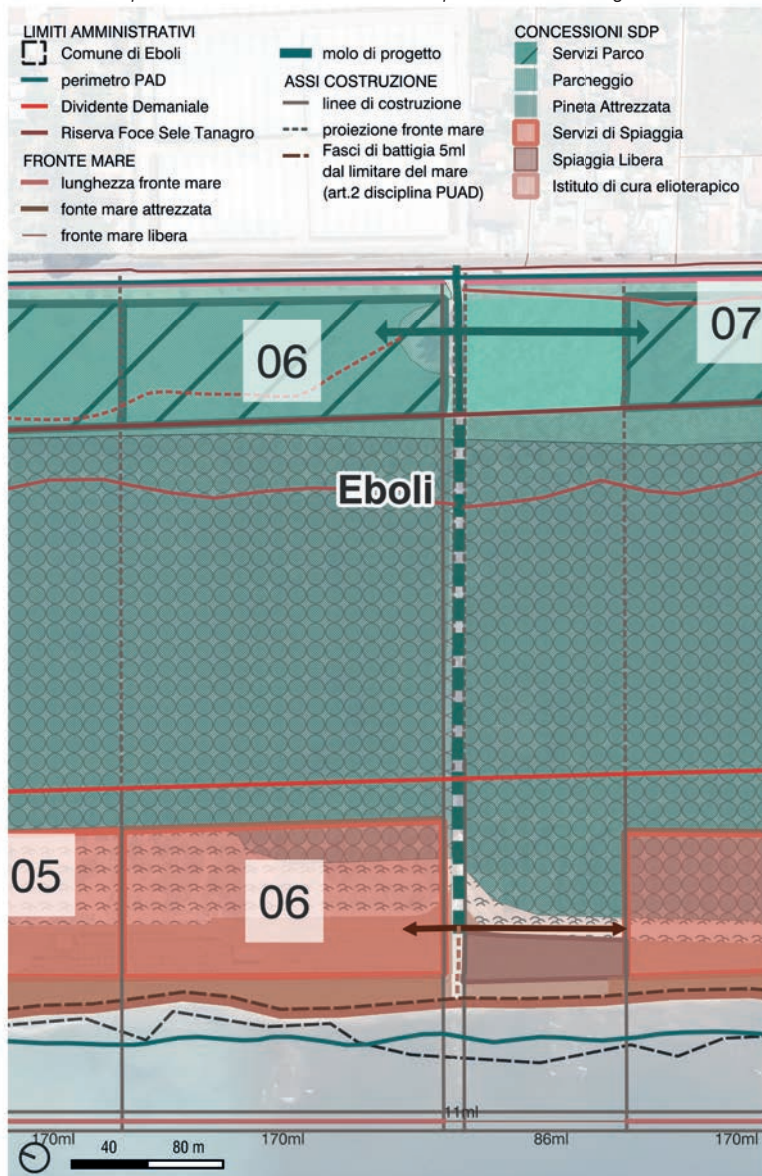 LIMITI AMMINISTRATIVI
Comune di Eboli
perimetro PAD
Dividente Demaniale
Riserva Foce Sele Tanagro
FRONTE MARE
lunghezza fronte mare
fonte mare attrezzata
fronte mare libera
molo di progetto
ASSI COSTRUZIONE
linee di costruzione
proiezione fronte mare
Fasci di battigia 5ml
dal limitare del mare
(art.2 disciplina PUAD)
CONCESSIONI SDP
Servizi Parco
Parcheggio
Pineta Attrezzata
Servizi di Spiaggia
Spiaggia Libera
Istituto di cura elioterapico
06
07
Eboli
05
06
11ml
170ml
170ml
86ml
170ml
40
80 m